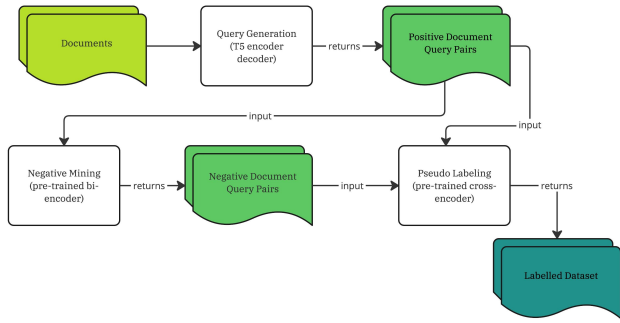 Documents
Query Generation
(T5 encoder
decoder)
returns
Positive Document
Query Pairs
input
input
Negative Mining
(pre-trained bi-
encoder)
returns
Negative Document
Query Pairs
input
Pseudo Labeling
(pre-trained cross-
encoder)
returns
Labelled Dataset